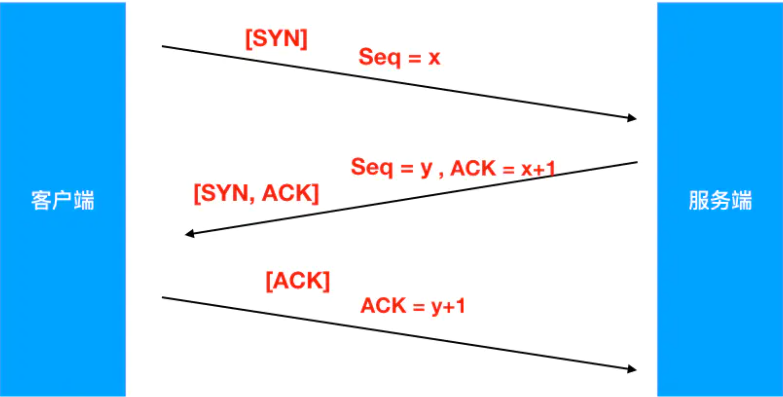 [SYN]
Seq = x
客户端
Seq = y , ACK = x+1
[SYN, ACK]
服务端
[ACK]
ACK = y+1